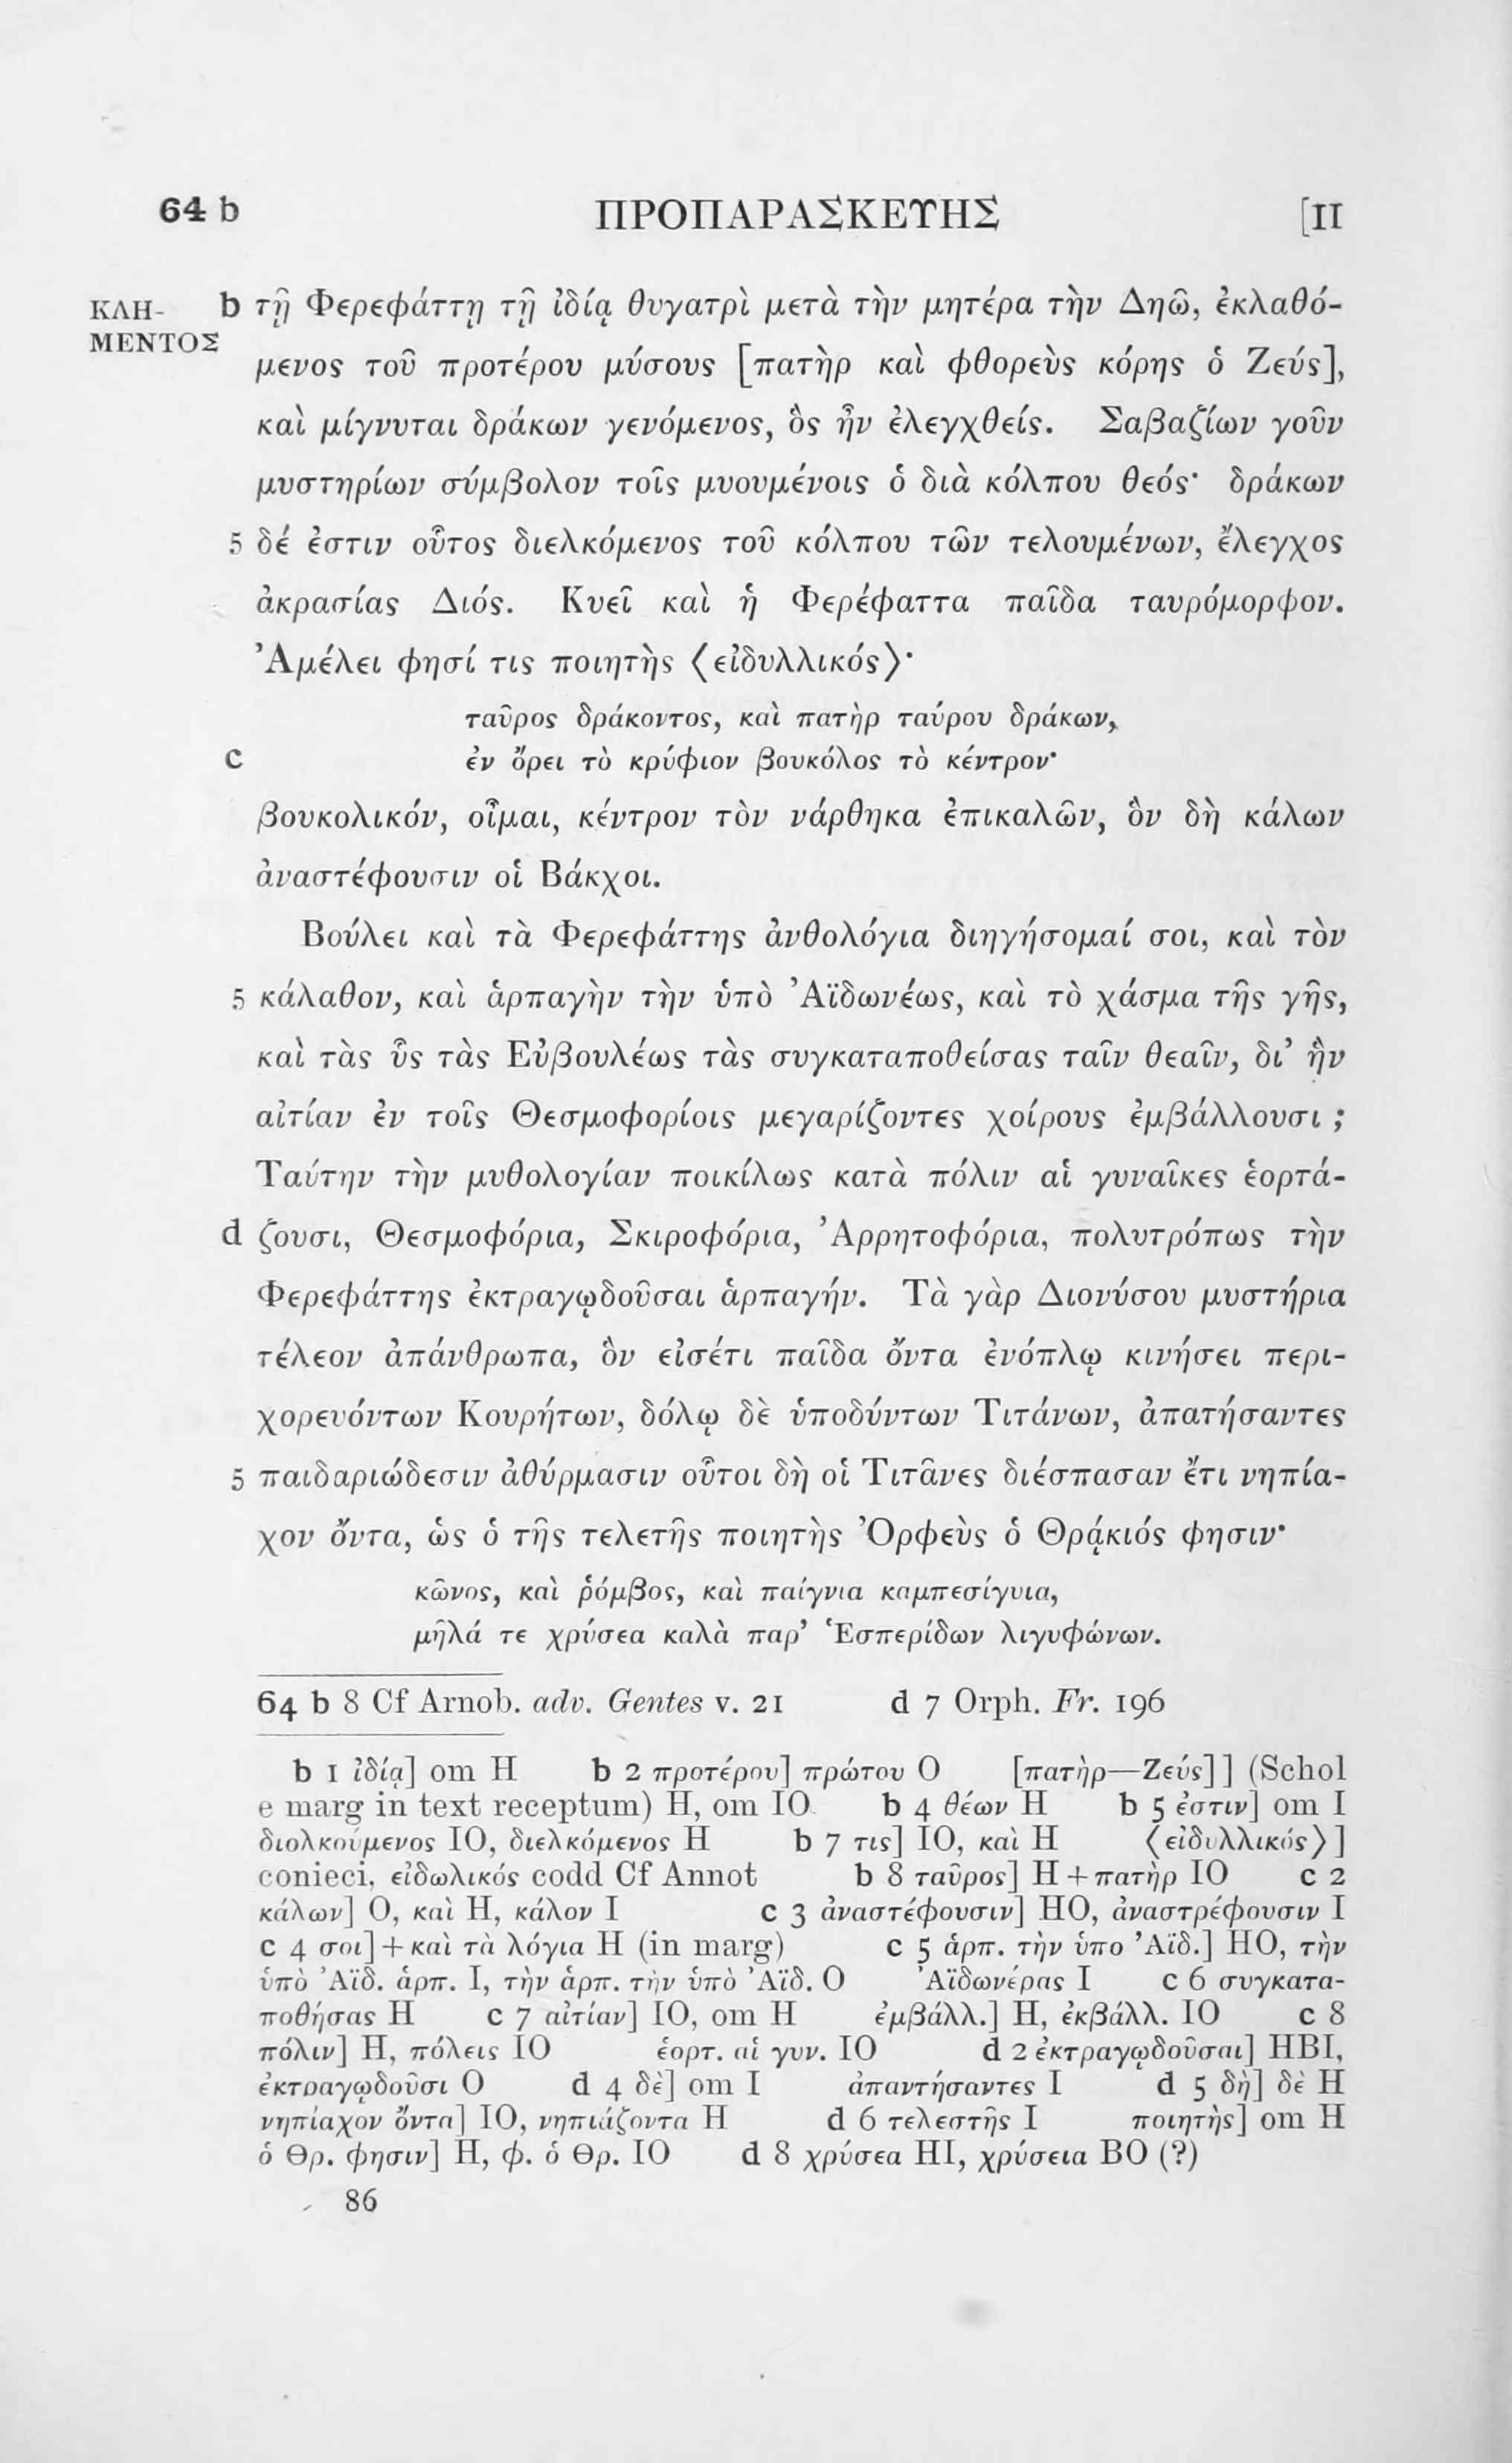 64 b ΠΡΟΠΑΡΑΣΚΕΥΗΣ [II
ΚΛΗ- b τῇ Φερεφάττῃ τῇ ἰδίᾳ θυγατρὶ μετὰ τὴν μητέρα τὴν Δηῶ, ἐκλαθό-
ΜΕΝΤΟΣ
μενος τοῦ προτέρου μύσους [πατὴρ καὶ φθορεὺς κόρης ὁ Ζεύς],
καὶ μίγνυται δράκων γενόμενος, ὃς ἦν ἐλεγχθείς. Σαβαζίων γοῦν
μυστηρίων σύμβολον τοῖς μυουμένοις ὁ διὰ κόλπου θεός· δράκων
5 δέ ἐστιν οὗτος διελκόμενος τοῦ κόλπου τῶν τελουμένων, ἔλεγχος
ἀκρασίας Διός. Κυεῖ καὶ ἡ Φερέφαττα παῖδα ταυρόμορφον.
Ἀμέλει φησί τις ποιητὴς ⟨εἰδυλλικός⟩·
ταῦρος δράκοντος, καὶ πατὴρ ταύρου δράκων,
c ἐν ὄρει τὸ κρύφιον βουκόλος τὸ κέντρον·
βουκολικόν, οἶμαι, κέντρον τὸν νάρθηκα ἐπικαλῶν, ὃν δὴ κάλων
ἀναστέφουσιν οἱ Βάκχοι.
Βούλει καὶ τὰ Φερεφάττης ἀνθολόγια διηγήσομαί σοι, καὶ τὸν
5 κάλαθον, καὶ ἁρπαγὴν τὴν ὑπὸ Ἀϊδωνέως, καὶ τὸ χάσμα τῆς γῆς,
καὶ τὰς ὗς τὰς Εὐβουλέως τὰς συγκαταποθείσας ταῖν θεαῖν, δι’ ἣν
αἰτίαν ἐν τοῖς Θεσμοφορίοις μεγαρίζοντες χοίρους ἐμβάλλουσι ;
Ταύτην τὴν μυθολογίαν ποικίλως κατὰ πόλιν αἱ γυναῖκες ἑορτά-
d ζουσι, Θεσμοφόρια, Σκιροφόρια, Ἀρρητοφόρια, πολυτρόπως τὴν
Φερεφάττης ἐκτραγῳδοῦσαι ἁρπαγήν. Τὰ γὰρ Διονύσου μυστήρια
τέλεον ἀπάνθρωπα, ὃν εἰσέτι παῖδα ὄντα ἐνόπλῳ κινήσει περι-
χορευόντων Κουρήτων, δόλῳ δὲ ὑποδύντων Τιτάνων, ἀπατήσαντες
5 παιδαριώδεσιν ἀθύρμασιν οὗτοι δὴ οἱ Τιτᾶνες διέσπασαν ἔτι νηπία-
χον ὄντα, ὡς ὁ τῆς τελετῆς ποιητὴς Ὀρφεὺς ὁ Θρᾴκιός φησιν·
κῶνος, καὶ ῥόμβος, καὶ παίγνια καμπεσίγυια,
μῆλά τε χρύσεα καλὰ παρ’ Ἑσπερίδων λιγυφώνων.
64 b 8 Cf Arnob. adv. Gentes v. 21 d 7 Orph. Fr. 196
b 1 ἰδίᾳ] om H b 2 προτέρου] πρώτου O [πατὴρ—Ζεύς]] (Schol
e marg in text receptum) H, om IO b 4 θέων H b 5 ἐστιν] om I
διολκούμενος IO, διελκόμενος H b 7 τις] IO, καὶ H ⟨εἰδυλλικός⟩]
conieci, εἰδωλικός codd Cf Annot b 8 ταῦρος] H + πατὴρ IO c 2
κάλων] O, καὶ H, κάλον I c 3 ἀναστέφουσιν] HO, ἀναστρέφουσιν I
c 4 σοι] + καὶ τὰ λόγια H (in marg) c 5 ἁρπ. τὴν ὑπο Ἀϊδ.] HO, τὴν
ὑπὸ Ἀϊδ. ἁρπ. I, τὴν ἁρπ. τὴν ὑπὸ Ἀϊδ. O Ἀϊδωνέρας I c 6 συγκατα-
ποθήσας H c 7 αἰτίαν] IO, om H ἐμβάλλ.] H, ἐκβάλλ. IO c 8
πόλιν] H, πόλεις IO ἑορτ. αἱ γυν. IO d 2 ἐκτραγῳδοῦσαι] HBI,
ἐκτραγῳδοῦσι O d 4 δὲ] om I ἀπαντήσαντες I d 5 δὴ] δὲ H
νηπίαχον ὄντα] IO, νηπιάζοντα H d 6 τελεστῆς I ποιητὴς] om H
ὁ Θρ. φησιν] H, φ. ὁ Θρ. IO d 8 χρύσεα HI, χρύσεια BO (?)
86